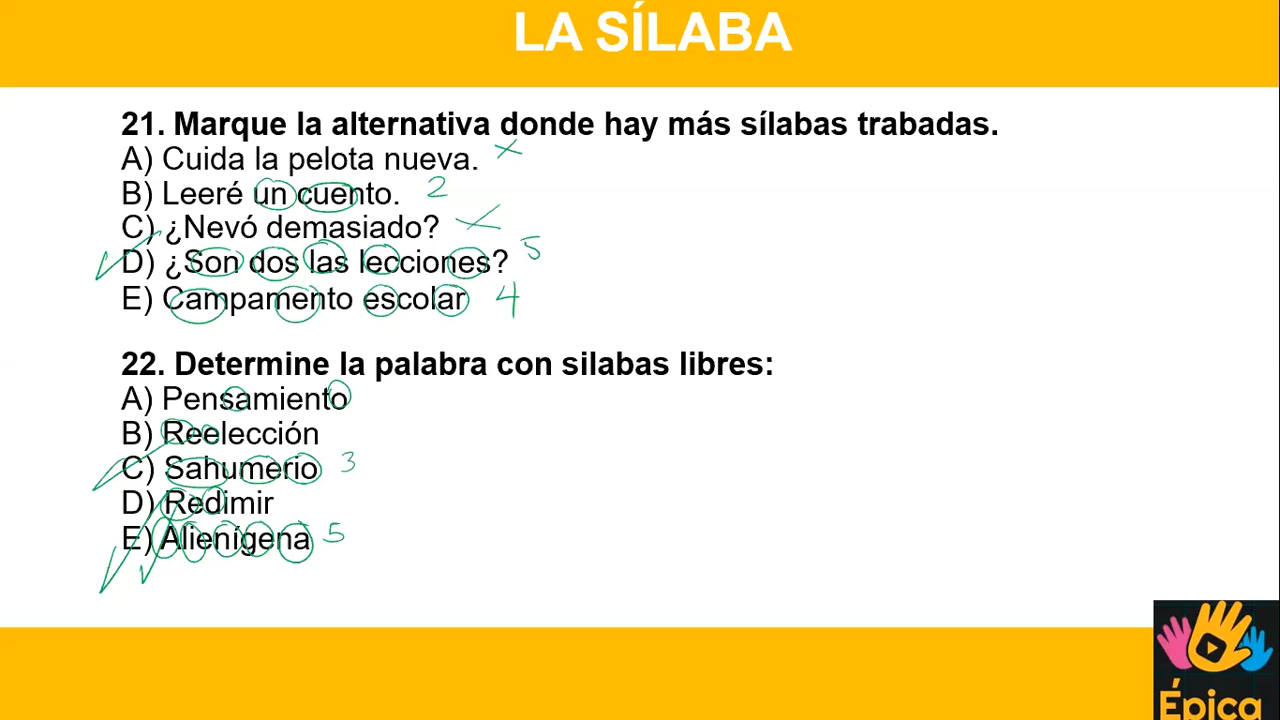 LA SÍLABA
21. Marque la alternativa donde hay más sílabas trabadas.
A) Cuida la pelota nueva.
B) Leeré un cuento. 2
C) ¿Nevó demasiado?
D) ¿Son dos las lecciones? 5
E) Campamento escolar 4
22. Determine la palabra con silabas libres:
A) Pensamiento
B) Reelección
C) Sahumerio 3
D) Redimir
E) Alienígena 5
Épica